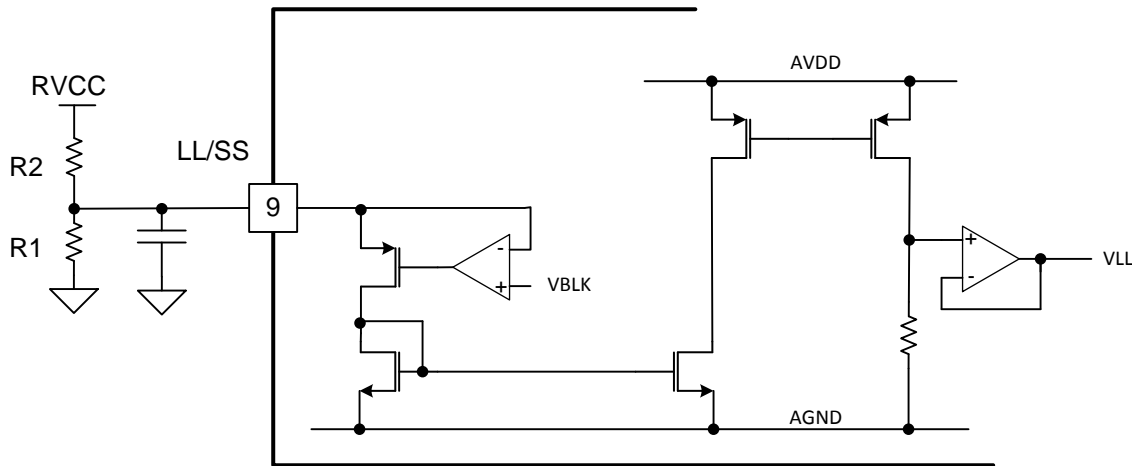 AVDD
RVCC
LL/SS
R2
9
R1
-
+
VBLK
+
-
VLL
AGND